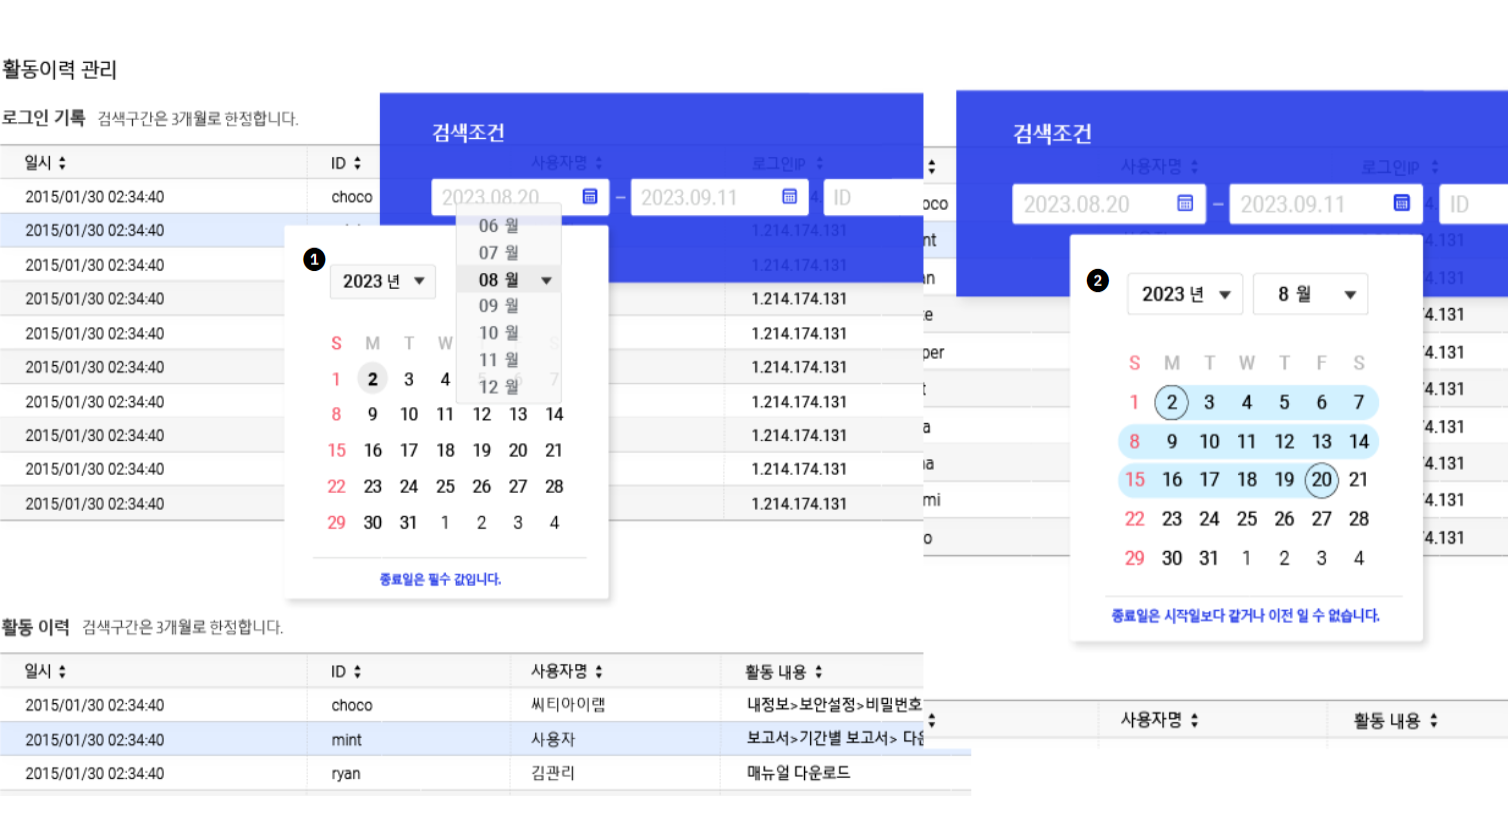 활동이력 관리
로그인 기록 검색구간은 3개월로 한정합니다.
일시 ID 사용자명 로그인IP
2015/01/30 02:34:40 choco
2015/01/30 02:34:40 1.214.174.131
2015/01/30 02:34:40 1.214.174.131
2015/01/30 02:34:40 1.214.174.131
2015/01/30 02:34:40 1.214.174.131
2015/01/30 02:34:40 1.214.174.131
2015/01/30 02:34:40 1.214.174.131
2015/01/30 02:34:40 1.214.174.131
2015/01/30 02:34:40 1.214.174.131
2015/01/30 02:34:40 1.214.174.131
검색조건
2023.08.20 – 2023.09.11 ID
1
2023 년
06 월
07 월
08 월
09 월
10 월
11 월
12 월
S M T W S
1 2 3 4 5 6 7
8 9 10 11 12 13 14
15 16 17 18 19 20 21
22 23 24 25 26 27 28
29 30 31 1 2 3 4
종료일은 필수 값입니다.
활동 이력 검색구간은 3개월로 한정합니다.
일시 ID 사용자명 활동 내용
2015/01/30 02:34:40 choco 씨티아이랩 내정보>보안설정>비밀번호
2015/01/30 02:34:40 mint 사용자 보고서>기간별 보고서>
2015/01/30 02:34:40 ryan 김관리 매뉴얼 다운로드
검색조건
사용자명 로그인IP
2023.08.20 – 2023.09.11 ID
oco
nt 4.131
an 4.131
te 4.131
per 4.131
t 4.131
a 4.131
na 4.131
mi 4.131
o 4.131
2
2023 년 8 월
S M T W T F S
1 2 3 4 5 6 7
8 9 10 11 12 13 14
15 16 17 18 19 20 21
22 23 24 25 26 27 28
29 30 31 1 2 3 4
종료일은 시작일보다 같거나 이전 일 수 없습니다.
사용자명 활동 내용